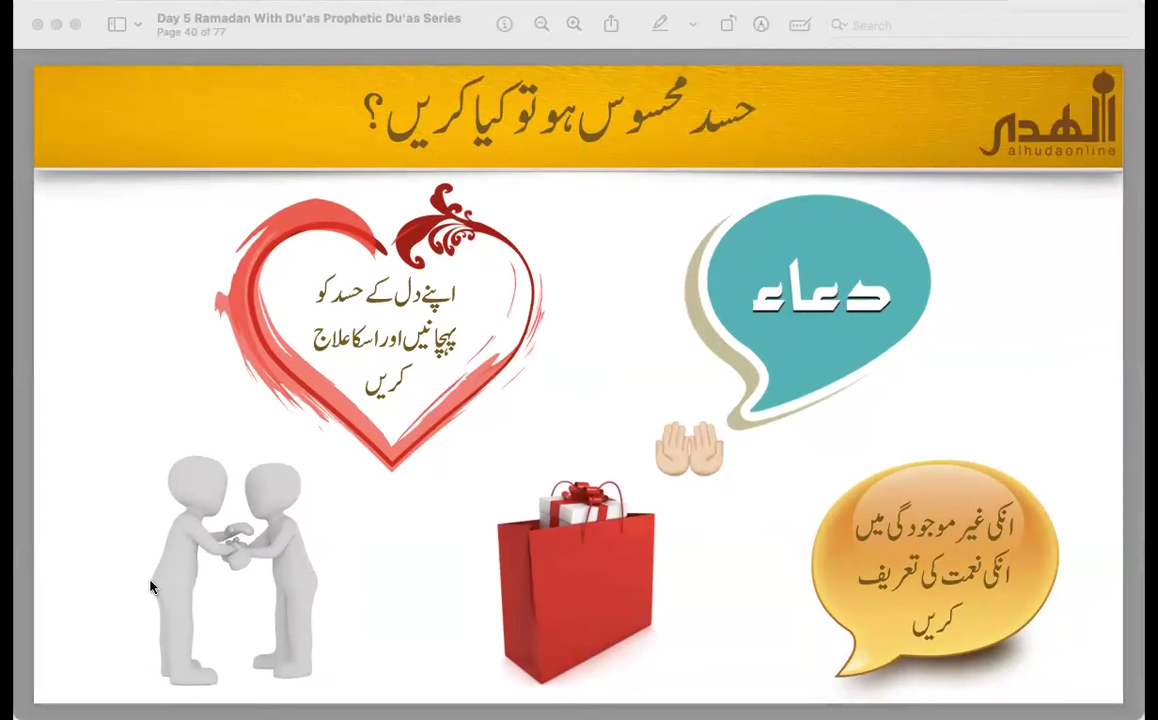 Day 5 Ramadan With Du'as Prophetic Du'as Series
Page 40 of 77
Search
حسد محسوس ہو تو کیا کریں؟
الهدى
alhudaonline
دعاء
اپنے دل کے حسد کو
پہچانیں اور اسکا علاج
کریں
انکی غیر موجودگی میں
انکی نعمت کی تعریف
کریں